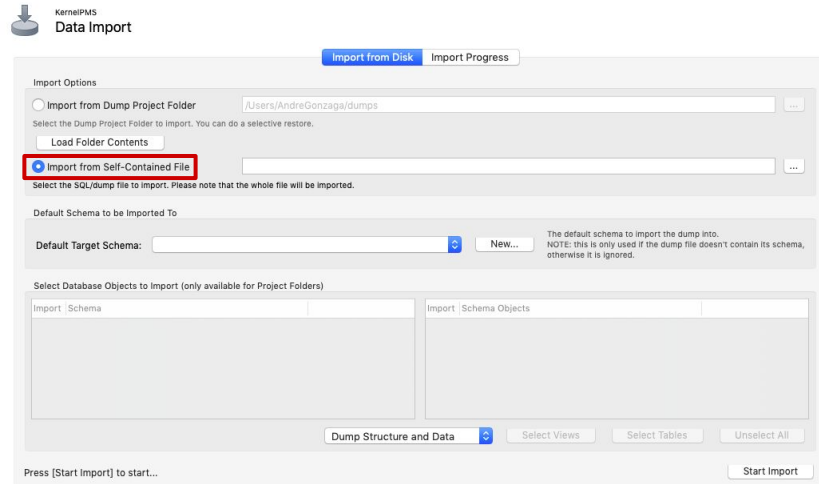 KernelPMS
Data Import
Import from Disk Import Progress
Import Options
Import from Dump Project Folder /Users/AndreGonzaga/dumps ...
Select the Dump Project Folder to import. You can do a selective restore.
Load Folder Contents
Import from Self-Contained File ...
Select the SQL/dump file to import. Please note that the whole file will be imported.
Default Schema to be Imported To
Default Target Schema: New...
The default schema to import the dump into.
NOTE: this is only used if the dump file doesn't contain its schema,
otherwise it is ignored.
Select Database Objects to Import (only available for Project Folders)
Import Schema Import Schema Objects
Dump Structure and Data Select Views Select Tables Unselect All
Press [Start Import] to start... Start Import